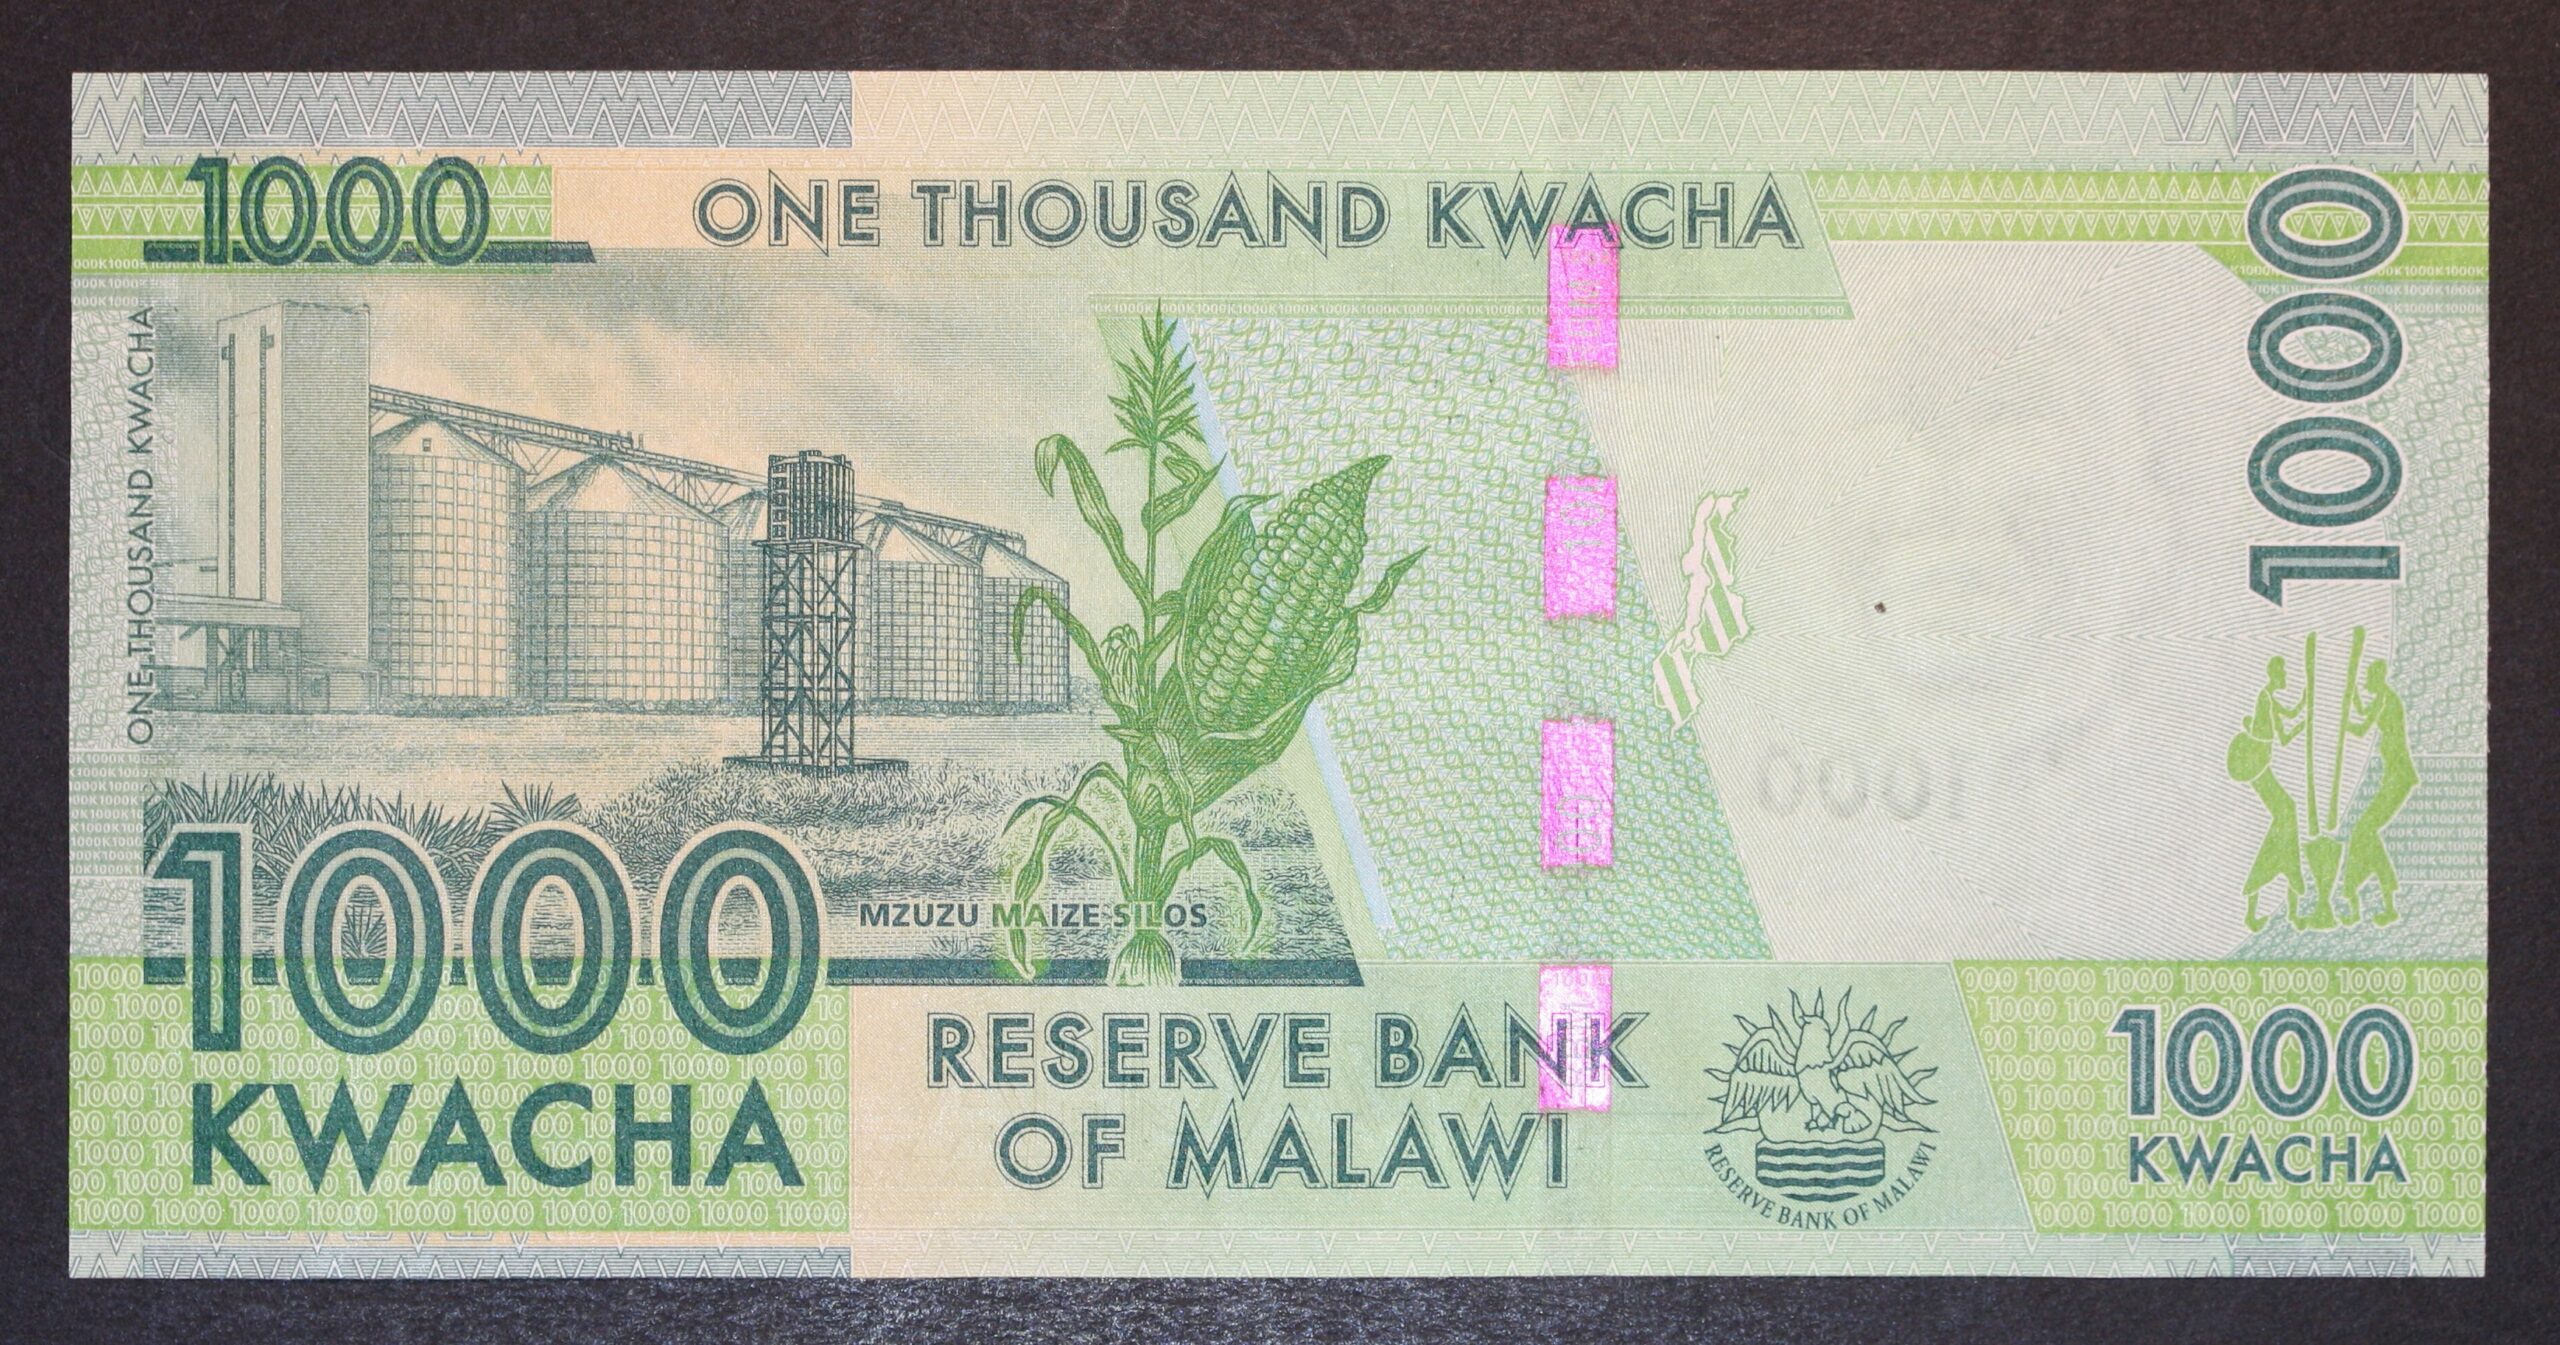 1000
ONE THOUSAND KWACHA
1000
ONE THOUSAND KWACHA
MZUZU MAIZE SILOS
1000
KWACHA
RESERVE BANK
OF MALAWI
RESERVE BANK OF MALAWI
1000
KWACHA